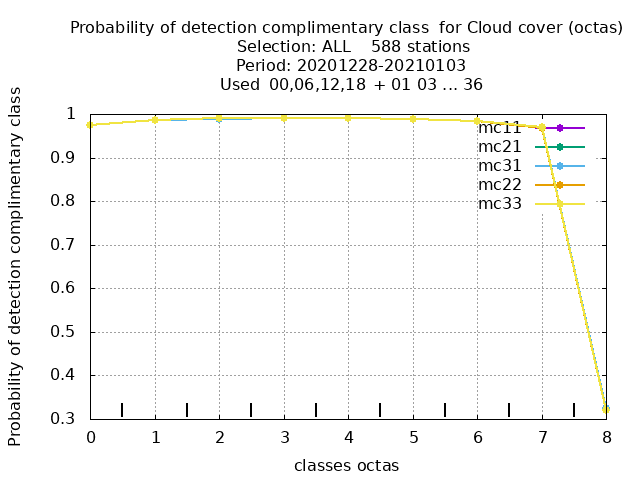 Probability of detection complimentary class for Cloud cover (octas)
Selection: ALL 588 stations
Period: 20201228-20210103
Used 00,06,12,18 + 01 03 ... 36
Probability of detection complimentary class
1
0.9
0.8
0.7
0.6
0.5
0.4
0.3
mc11
mc21
mc31
mc22
mc33
0 1 2 3 4 5 6 7 8
classes octas